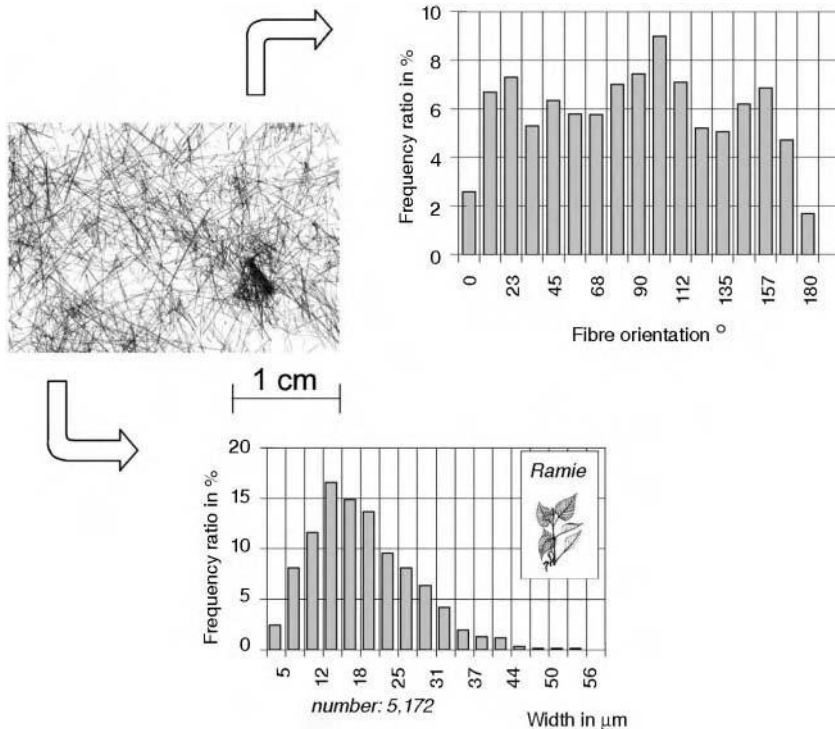 10
8
6
4
2
0
Frequency ratio in %
0 23 45 68 90 112 135 157 180
Fibre orientation °
1 cm
20
15
10
5
0
Frequency ratio in %
Ramie
5 12 18 25 31 37 44 50 56
number: 5,172
Width in μm